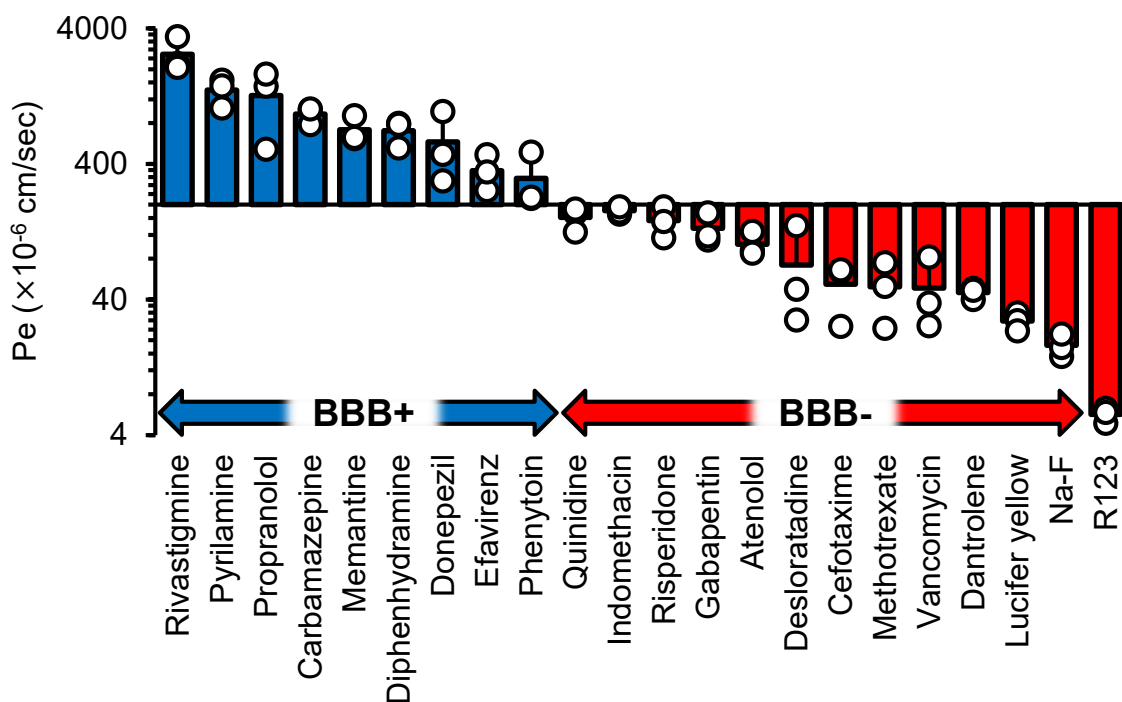 4000
400
40
4
Pe (×10⁻⁶ cm/sec)
BBB+
BBB-
Rivastigmine
Pyrilamine
Propranolol
Carbamazepine
Memantine
Diphenhydramine
Donepezil
Efavirenz
Phenytoin
Quinidine
Indomethacin
Risperidone
Gabapentin
Atenolol
Desloratadine
Cefotaxime
Methotrexate
Vancomycin
Dantrolene
Lucifer yellow
Na-F
R123